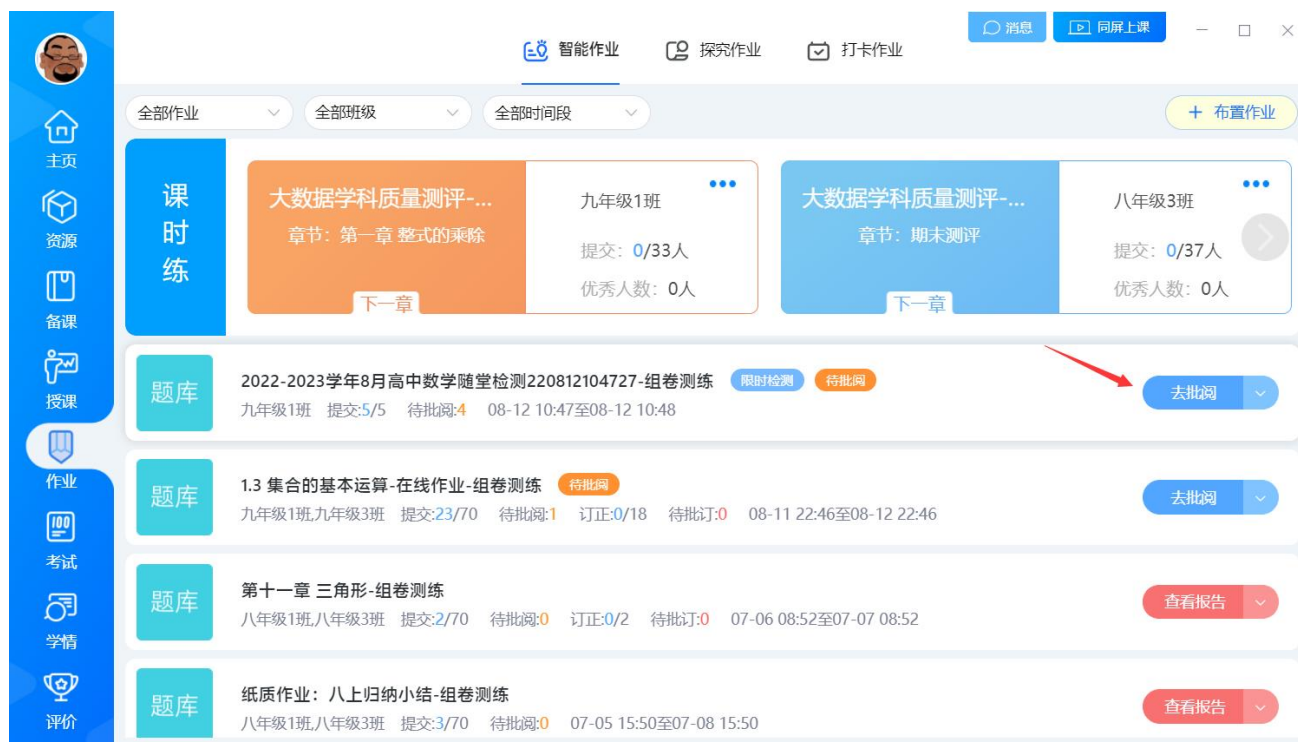 消息
同屏上课
智能作业
探究作业
打卡作业
全部作业
全部班级
全部时间段
+ 布置作业
主页
资源
备课
授课
作业
100
考试
学情
评价
课时练
大数据学科质量测评-...
章节：第一章 整式的乘除
下一章
九年级1班
提交：0/33人
优秀人数：0人
大数据学科质量测评-...
章节：期末测评
下一章
八年级3班
提交：0/37人
优秀人数：0人
题库
2022-2023学年8月高中数学随堂检测220812104727-组卷测练 限时检测 待批阅
九年级1班 提交:5/5 待批阅:4 08-12 10:47至08-12 10:48
去批阅
题库
1.3 集合的基本运算-在线作业-组卷测练 待批阅
九年级1班,九年级3班 提交:23/70 待批阅:1 订正:0/18 待批订:0 08-11 22:46至08-12 22:46
去批阅
题库
第十一章 三角形-组卷测练
八年级1班,八年级3班 提交:2/70 待批阅:0 订正:0/2 待批订:0 07-06 08:52至07-07 08:52
查看报告
题库
纸质作业：八上归纳小结-组卷测练
八年级1班,八年级3班 提交:3/70 待批阅:0 07-05 15:50至07-08 15:50
查看报告